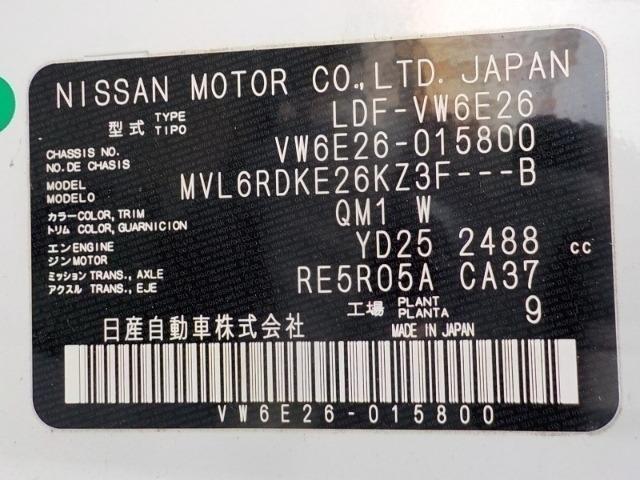 NISSAN MOTOR CO., LTD. JAPAN
型式 TYPE TIPO LDF-VW6E26
CHASSIS NO. NO. DE CHASIS VW6E26-015800
MODEL MODELO MVL6RDKE26KZ3F---B
カラー COLOR, TRIM
トリム COLOR, GUARNICION QM1 W
エンジン ENGINE MOTOR YD25 2488 cc
ミッション TRANS., AXLE
アクスル TRANS., EJE RE5R05A CA37
工場 PLANT PLANTA 9
日産自動車株式会社 MADE IN JAPAN
VW6E26-015800